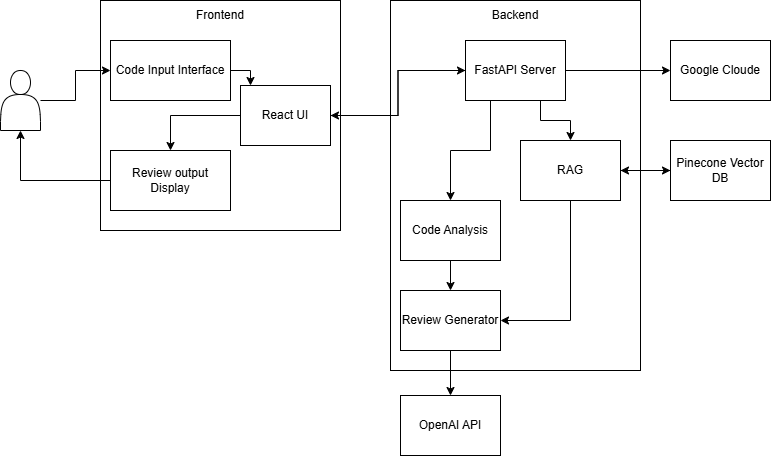 Frontend
Backend
Code Input Interface
FastAPI Server
Google Cloude
React UI
Review output
Display
RAG
Pinecone Vector
DB
Code Analysis
Review Generator
OpenAI API